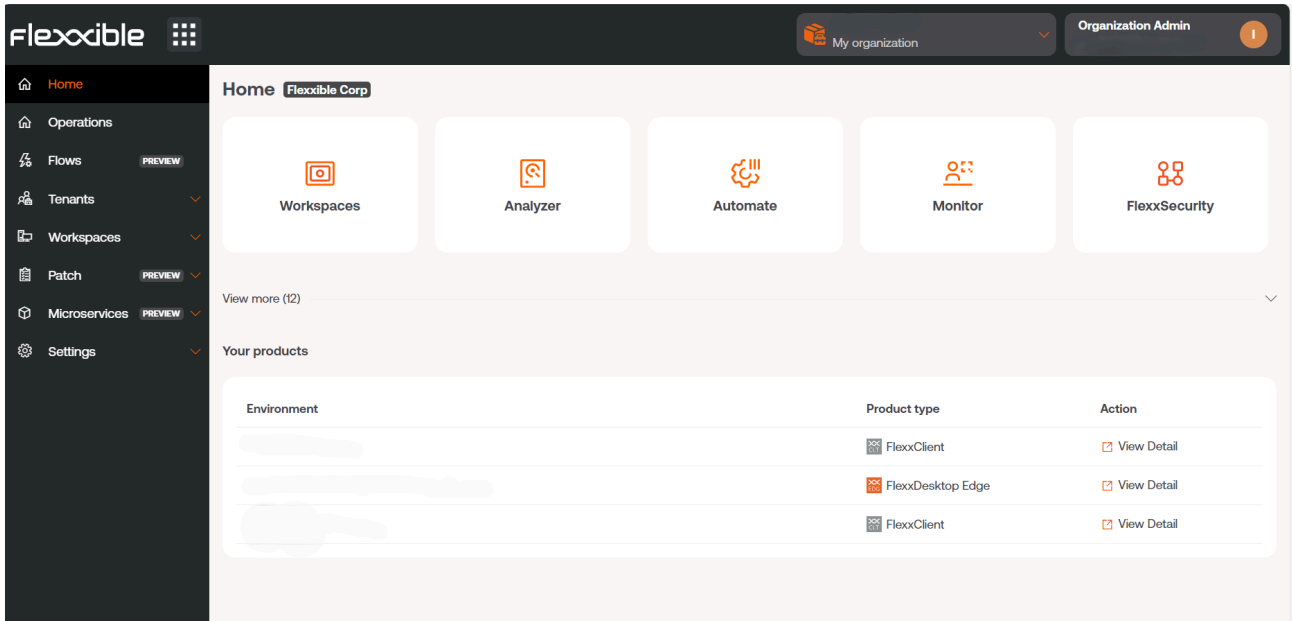 Flexxible
My organization
Organization Admin
I
Home
Operations
Flows PREVIEW
Tenants
Workspaces
Patch PREVIEW
Microservices PREVIEW
Settings
Home Flexxible Corp
Workspaces
Analyzer
Automate
Monitor
FlexxSecurity
View more (12)
Your products
Environment Product type Action
FlexxClient View Detail
FlexxDesktop Edge View Detail
FlexxClient View Detail